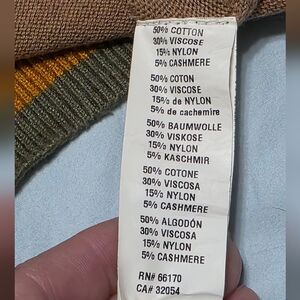 50% COTTON
30% VISCOSE
15% NYLON
5% CASHMERE
50% COTON
30% VISCOSE
15% de NYLON
5% de cachemire
50% BAUMWOLLE
30% VISKOSE
15% NYLON
5% KASCHMIR
50% COTONE
30% VISCOSA
15% NYLON
5% CASHMERE
50% ALGODÓN
30% VISCOSA
15% NYLON
5% CASHMERE
RN# 66170
CA# 32054